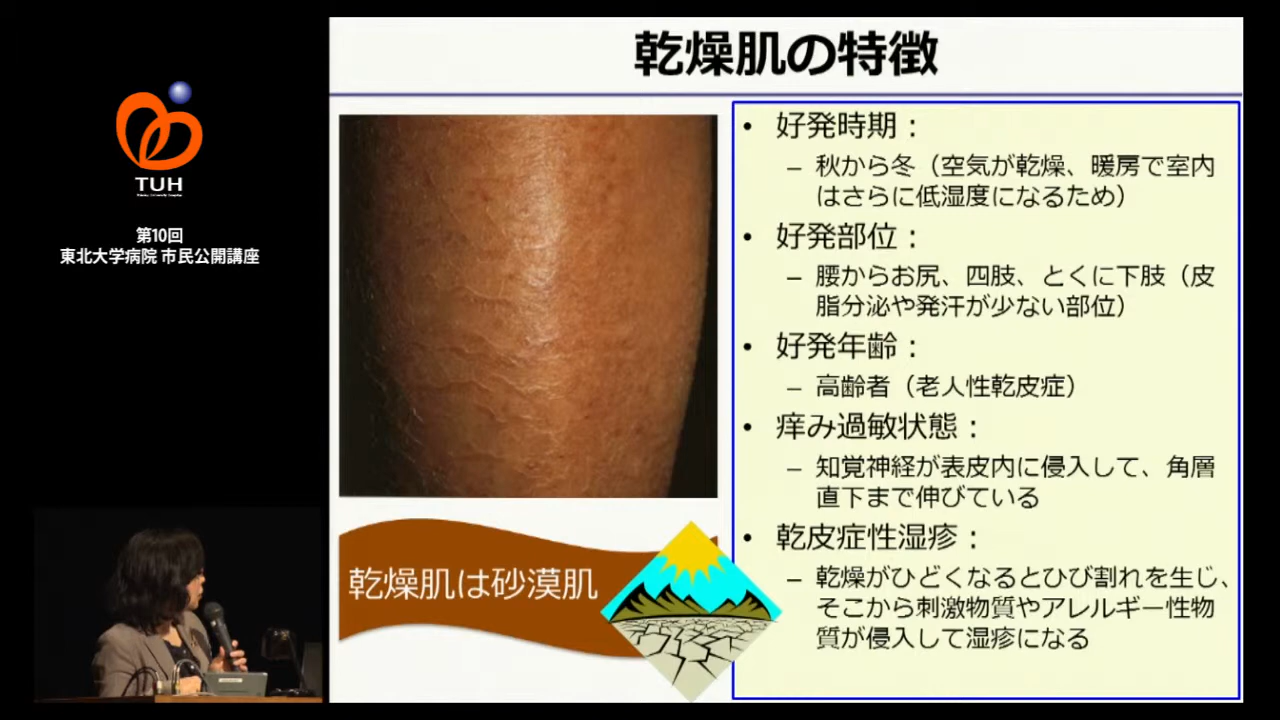 TUH
第10回
東北大学病院 市民公開講座
乾燥肌の特徴
• 好発時期：
– 秋から冬（空気が乾燥、暖房で室内
はさらに低湿度になるため）
• 好発部位：
– 腰からお尻、四肢、とくに下肢（皮
脂分泌や発汗が少ない部位）
• 好発年齢：
– 高齢者（老人性乾皮症）
• 痒み過敏状態：
– 知覚神経が表皮内に侵入して、角層
直下まで伸びている
• 乾皮症性湿疹：
– 乾燥がひどくなるとひび割れを生じ、
そこから刺激物質やアレルギー性物
質が侵入して湿疹になる
乾燥肌は砂漠肌